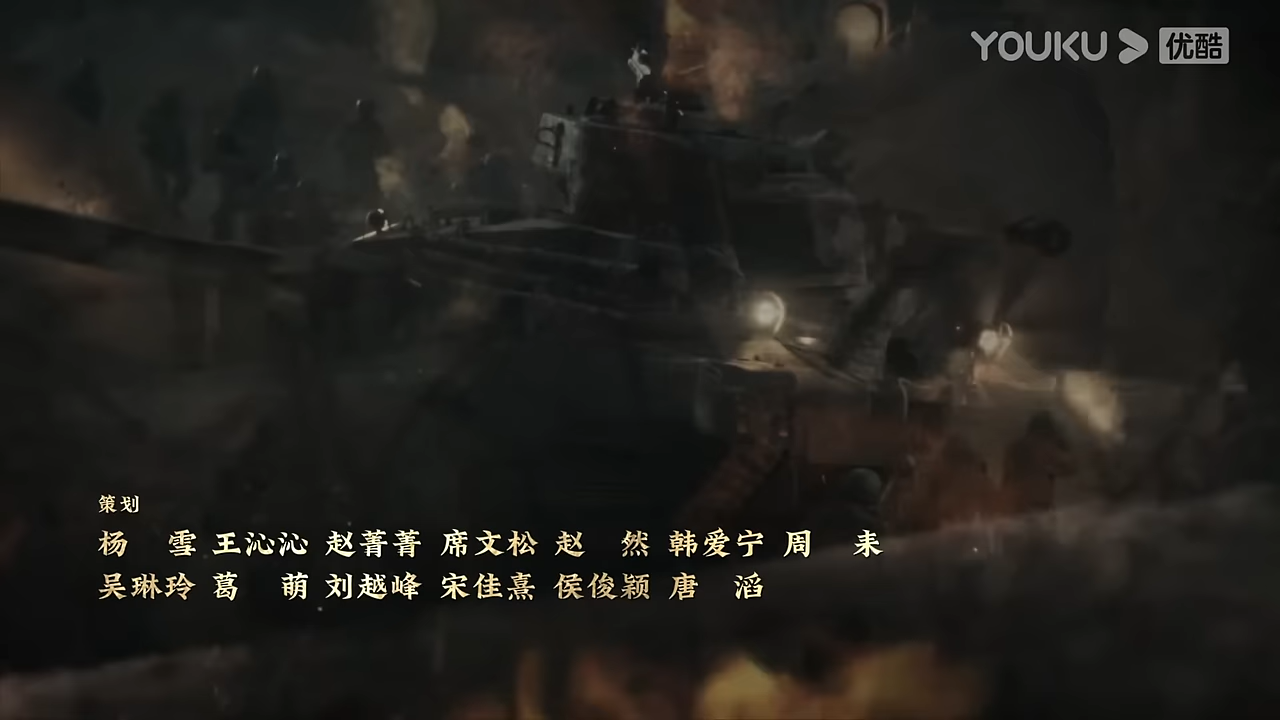 YOUKU 优酷
策划
杨 雪 王沁沁 赵菁菁 席文松 赵 然 韩爱宁 周 耒
吴琳玲 葛 萌 刘越峰 宋佳熹 侯俊颖 唐 滔